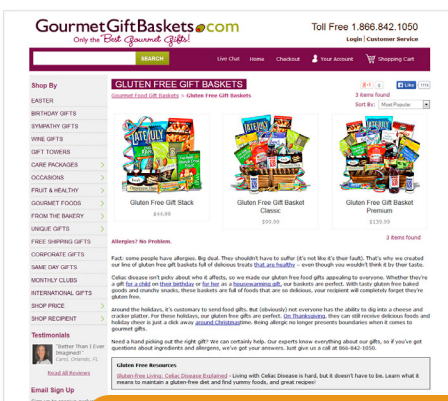 GourmetGiftBaskets.com
Only the Best Gourmet Gifts!
Toll Free 1.866.842.1050
Login | Customer Service
SEARCH
Live Chat Home Checkout Your Account Shopping Cart
Shop By
EASTER
BIRTHDAY GIFTS
SYMPATHY GIFTS
WINE GIFTS
GIFT TOWERS
CARE PACKAGES
OCCASIONS
FRUIT & HEALTHY
GOURMET FOODS
FROM THE BAKERY
UNIQUE GIFTS
FREE SHIPPING GIFTS
CORPORATE GIFTS
SAME DAY GIFTS
MONTHLY CLUBS
INTERNATIONAL GIFTS
SHOP PRICE
SHOP RECIPIENT
Testimonials
"Better Than I Ever
Imagined!"
Carol, Orlando, FL
Read All Reviews
Email Sign Up
GLUTEN FREE GIFT BASKETS
Gourmet Food Gift Baskets > Gluten Free Gift Baskets
Like
3 items found
Sort By: Most Popular
LATE JULY
LATE JULY
LATE JULY
Gluten Free Gift Stack
$44.99
Gluten Free Gift Basket
Classic
$99.99
Gluten Free Gift Basket
Premium
$139.99
3 items found
Allergies? No Problem.
Fact: some people have allergies. Big deal. They shouldn't have to suffer (it's not like it's their fault). That's why we created
our line of gluten free gift baskets full of delicious treats that are healthy – even though you wouldn't think it by their taste.
Celiac disease isn't picky about who it affects, so we made our gluten free food gifts appealing to everyone. Whether they're
a gift for a child on their birthday or for her as a housewarming gift, our baskets are perfect. With tasty gluten free baked
goods and crunchy snacks, these baskets are full of foods that are so delicious, your recipient will completely forget they're
gluten free.
Around the holidays, it's customary to send food gifts. But (obviously) not everyone has the ability to dig into a cheese and
cracker platter. For these holidays, our gluten free gifts are perfect. On Thanksgiving, they can still receive delicious foods and
holiday cheer is just a click away around Christmastime. Being allergic no longer presents boundaries when it comes to
gourmet gifts.
Need a hand picking out the right gift? We can certainly help. Our experts know everything about our gifts, so if you've got
questions about ingredients and allergens, we've got your answers. Just give us a call at 866-842-1050.
Gluten Free Resources
Gluten-free Living: Celiac Disease Explained - Living with Celiac Disease is hard, but it doesn't have to be. Learn what it
means to maintain a gluten-free diet and find yummy foods, and great recipes!